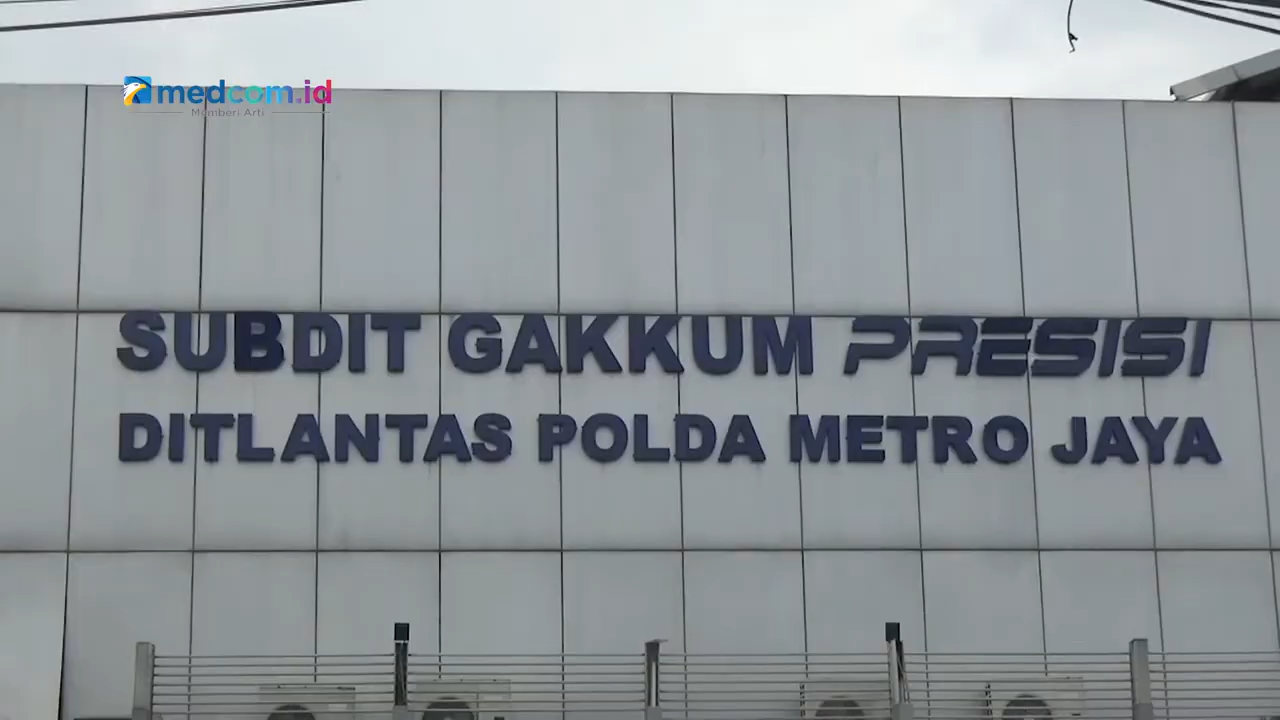 medcom.id
Memberi Arti
SUBDIT GAKKUM PRESISI
DITLANTAS POLDA METRO JAYA